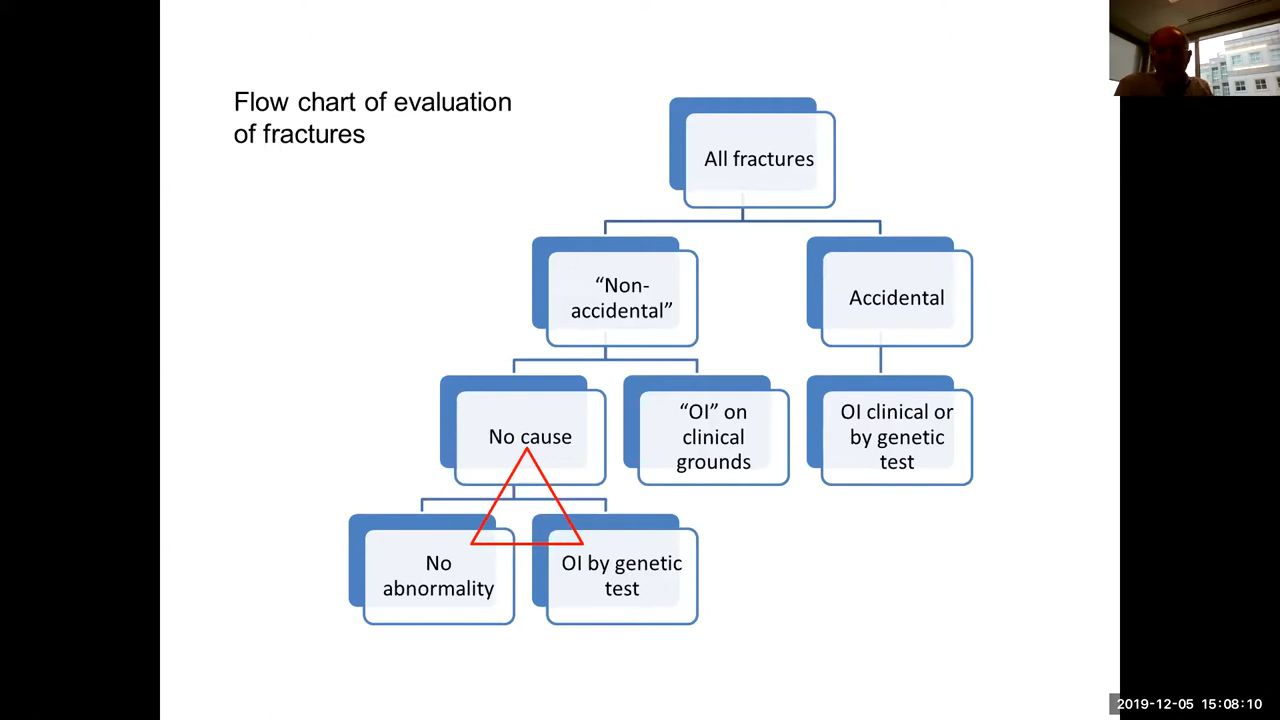 Flow chart of evaluation
of fractures
All fractures
“Non-
accidental”
Accidental
No cause
“OI” on
clinical
grounds
OI clinical or
by genetic
test
No
abnormality
OI by genetic
test
2019-12-05 15:08:10